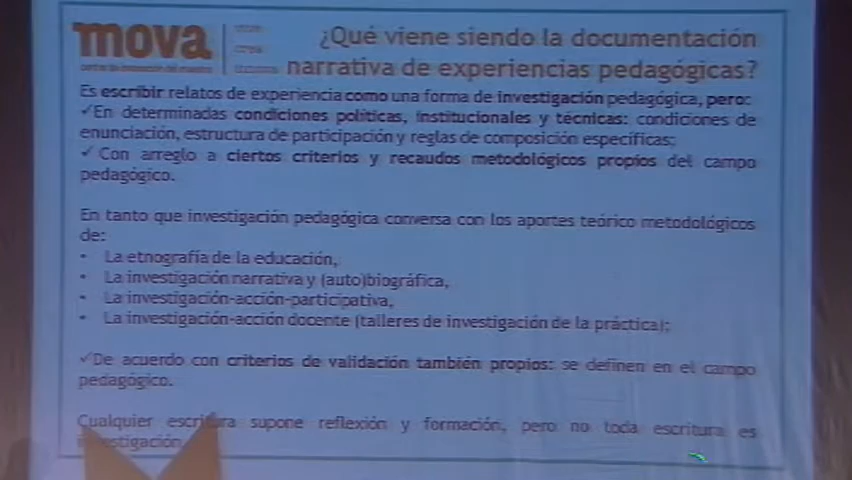 mova
¿Qué viene siendo la documentación
narrativa de experiencias pedagógicas?
Es escribir relatos de experiencia como una forma de investigación pedagógica, pero:
✓En determinadas condiciones políticas, institucionales y técnicas: condiciones de
enunciación, estructura de participación y reglas de composición específicas;
✓ Con arreglo a ciertos criterios y recaudos metodológicos propios del campo
pedagógico.
En tanto que investigación pedagógica conversa con los aportes teórico metodológicos
de:
• La etnografía de la educación,
• La investigación narrativa y (auto)biográfica,
• La investigación-acción-participativa,
• La investigación-acción docente (talleres de investigación de la práctica);
✓De acuerdo con criterios de validación también propios: se definen en el campo
pedagógico.
Cualquier escritura supone reflexión y formación, pero no toda escritura es
investigación